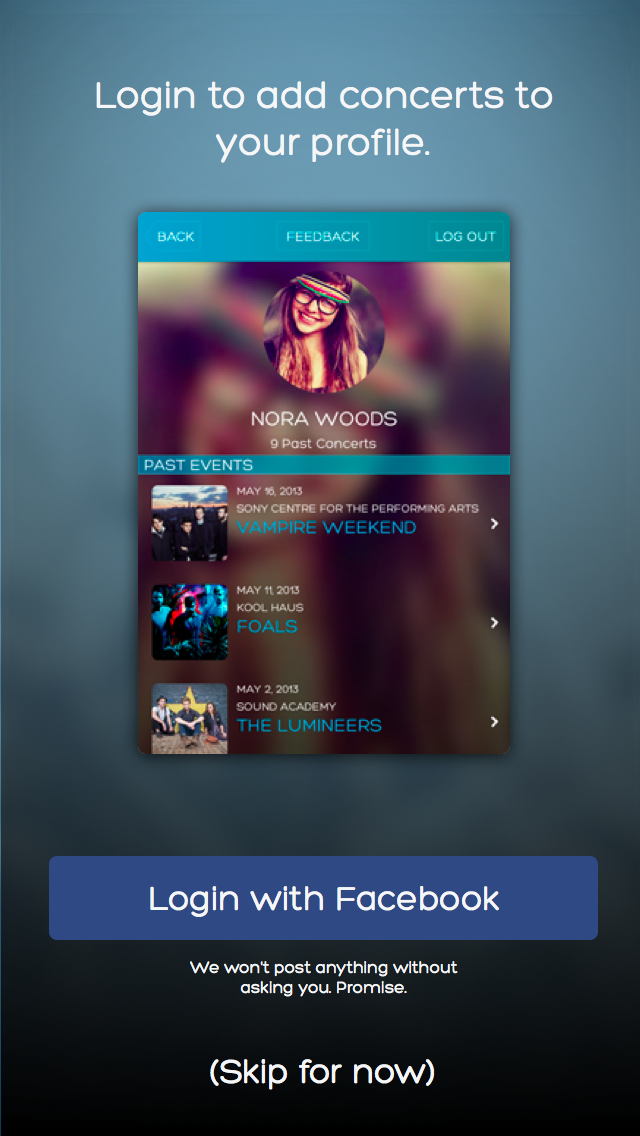 Login to add concerts to
your profile.
BACK
FEEDBACK
LOG OUT
NORA WOODS
9 Past Concerts
PAST EVENTS
MAY 16, 2013
SONY CENTRE FOR THE PERFORMING ARTS
VAMPIRE WEEKEND
MAY 11, 2013
KOOL HAUS
FOALS
MAY 2, 2013
SOUND ACADEMY
THE LUMINEERS
Login with Facebook
We won't post anything without
asking you. Promise.
(Skip for now)